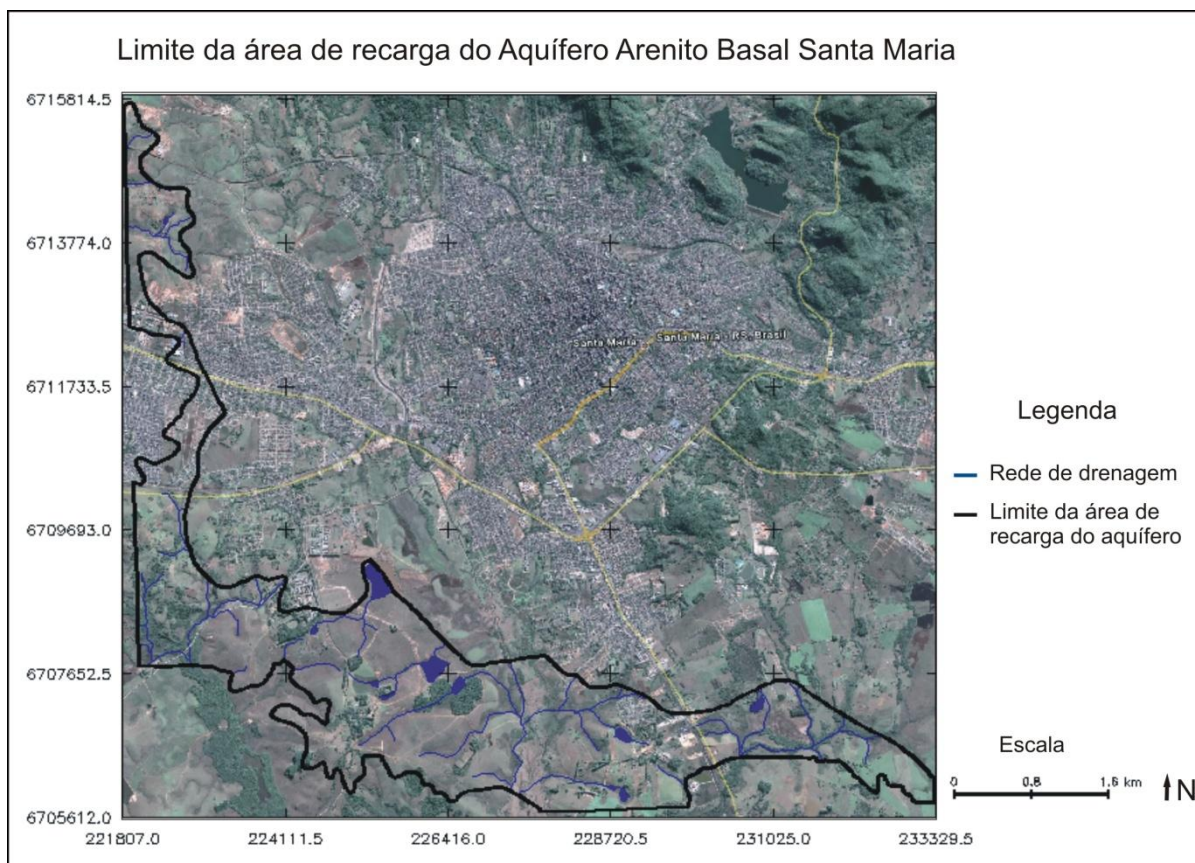 Limite da área de recarga do Aquífero Arenito Basal Santa Maria
6715814.5
6713774.0
6711733.5
6709693.0
6707652.5
6705612.0
221807.0
224111.5
226416.0
228720.5
231025.0
233329.5
Santa Maria
Santa Maria - RS, Brasil
Legenda
Rede de drenagem
Limite da área de
recarga do aquífero
Escala
0 0.8 1.6 km
N